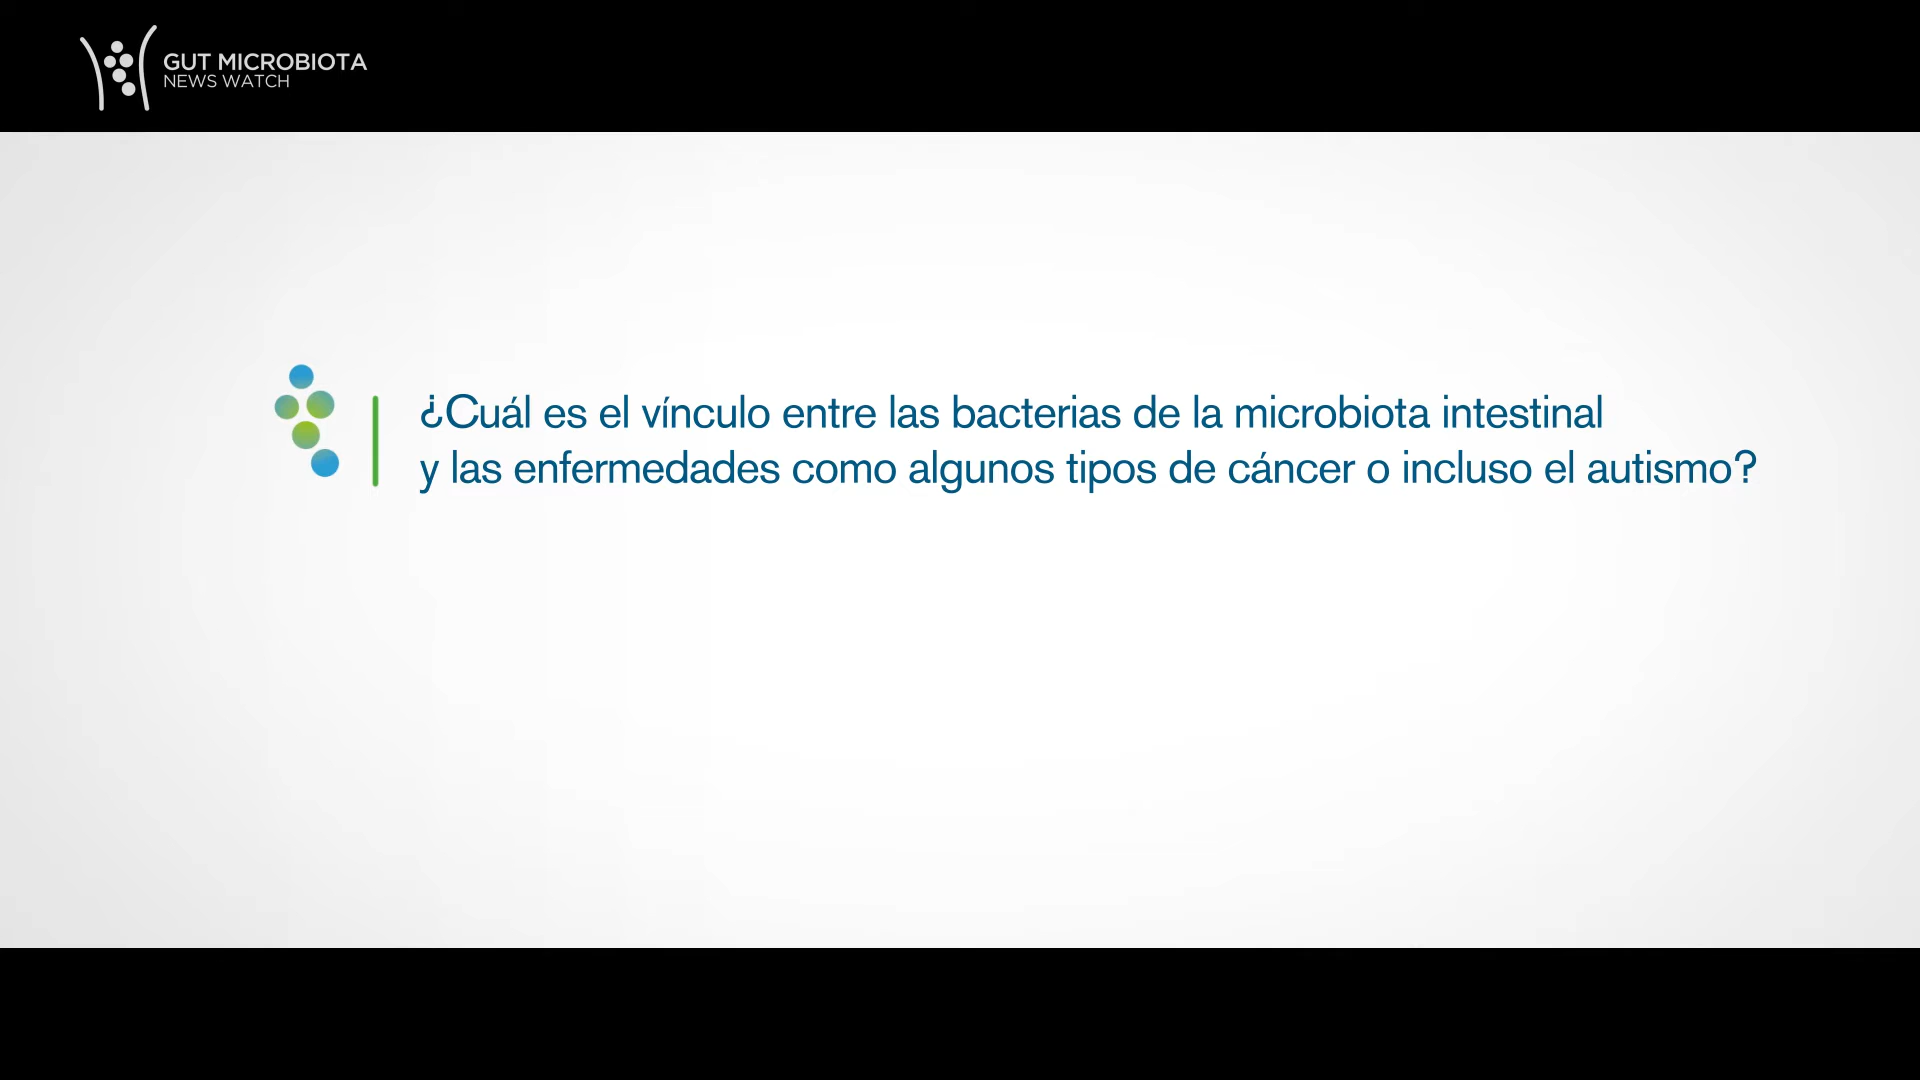 GUT MICROBIOTA
NEWS WATCH
¿Cuál es el vínculo entre las bacterias de la microbiota intestinal
y las enfermedades como algunos tipos de cáncer o incluso el autismo?